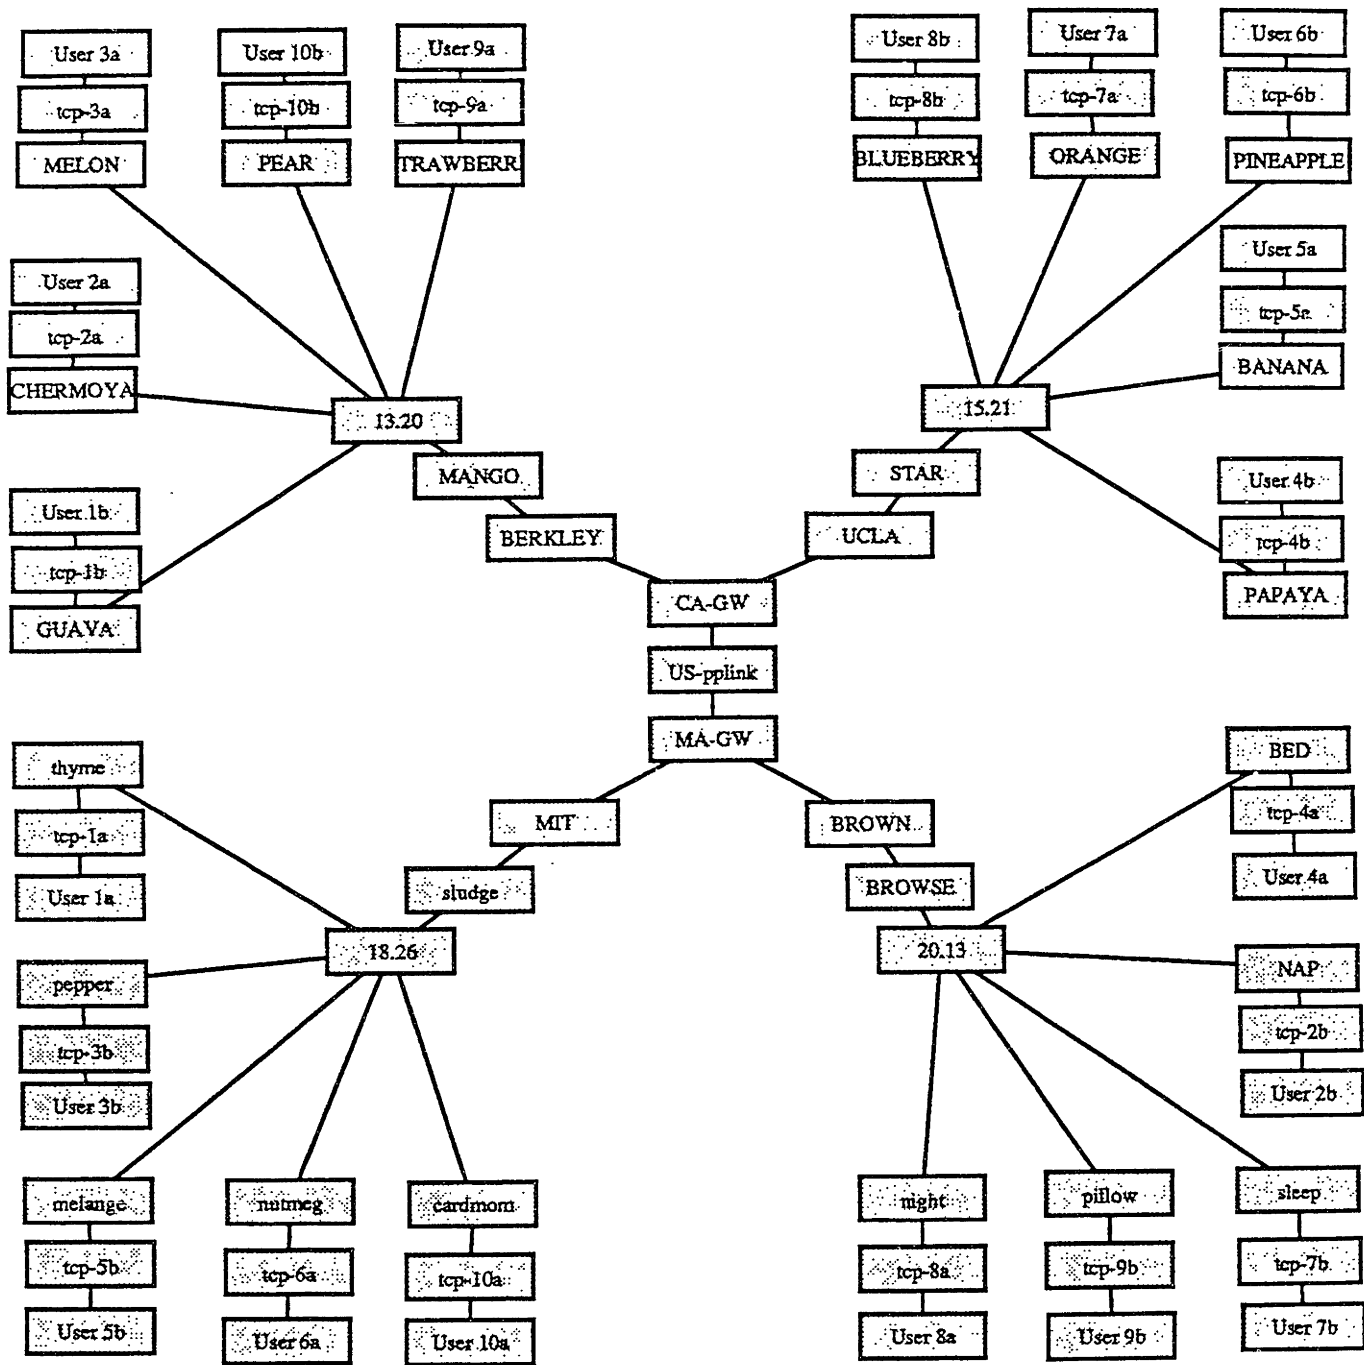 User 3a
tcp-3a
MELON
User 10b
tcp-10b
PEAR
User 9a
tcp-9a
TRAWBERR
User 8b
tcp-8b
BLUEBERRY
User 7a
tcp-7a
ORANGE
User 6b
tcp-6b
PINEAPPLE
User 2a
tcp-2a
CHERMOYA
User 5a
tcp-5a
BANANA
13.20
15.21
MANGO
STAR
User 1b
tcp-1b
GUAVA
User 4b
tcp-4b
PAPAYA
BERKLEY
UCLA
CA-GW
US-pplink
MA-GW
thyme
tcp-1a
User 1a
BED
tcp-4a
User 4a
MIT
BROWN
sludge
BROWSE
18.26
20.13
pepper
tcp-3b
User 3b
NAP
tcp-2b
User 2b
melange
tcp-5b
User 5b
nutmeg
tcp-6a
User 6a
cardmom
tcp-10a
User 10a
night
tcp-8a
User 8a
pillow
tcp-9b
User 9b
sleep
tcp-7b
User 7b